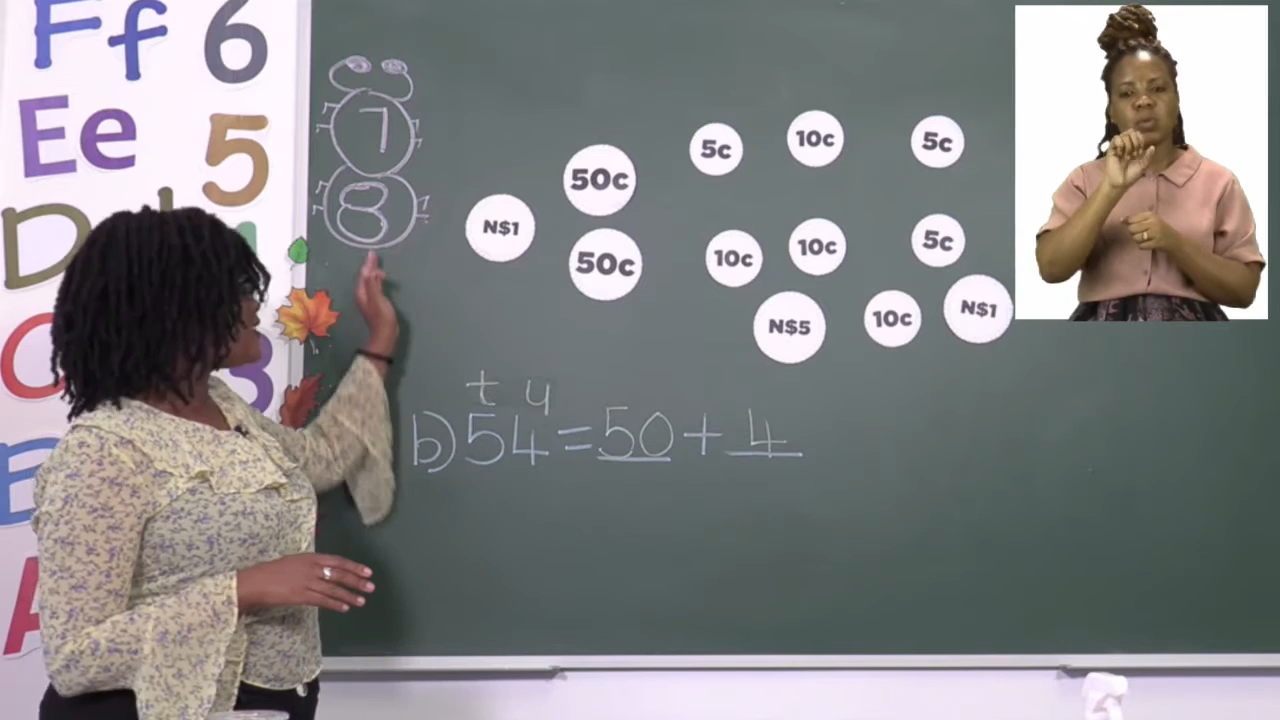 Ff 6
Ee 5
7
8
N$1
50c
50c
5c 10c 5c
10c 10c 5c
N$5 10c N$1
t u
b) 54 = 50 + 4